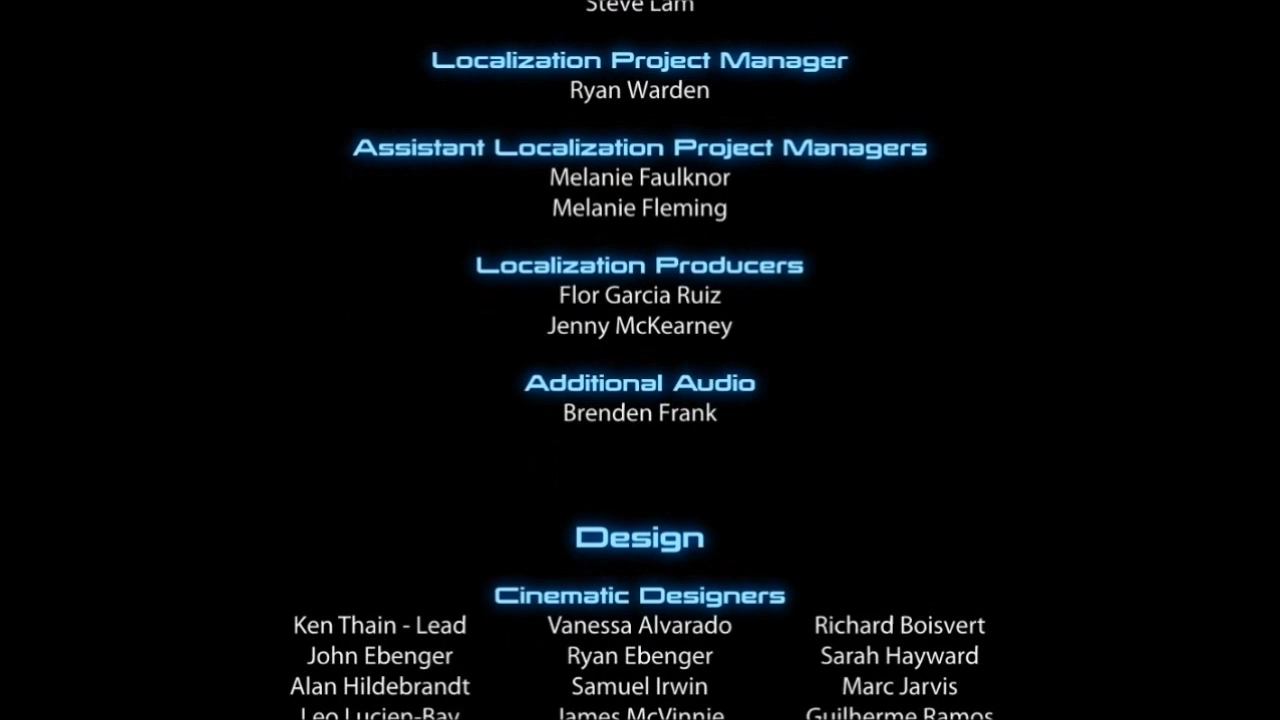 Steve Lam
Localization Project Manager
Ryan Warden
Assistant Localization Project Managers
Melanie Faulknor
Melanie Fleming
Localization Producers
Flor Garcia Ruiz
Jenny McKearney
Additional Audio
Brenden Frank
Design
Cinematic Designers
Ken Thain - Lead Vanessa Alvarado Richard Boisvert
John Ebenger Ryan Ebenger Sarah Hayward
Alan Hildebrandt Samuel Irwin Marc Jarvis
Leo Lucien-Bay James McVinnie Guilherme Ramos